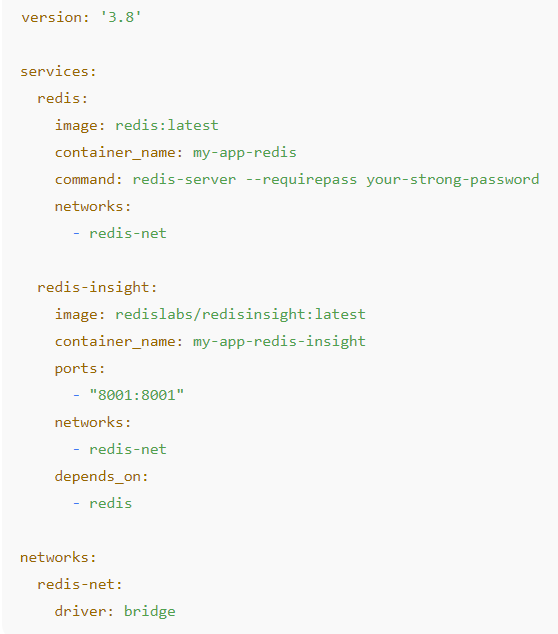 version: '3.8'

services:
  redis:
    image: redis:latest
    container_name: my-app-redis
    command: redis-server --requirepass your-strong-password
    networks:
      - redis-net

  redis-insight:
    image: redislabs/redisinsight:latest
    container_name: my-app-redis-insight
    ports:
      - "8001:8001"
    networks:
      - redis-net
    depends_on:
      - redis

networks:
  redis-net:
    driver: bridge